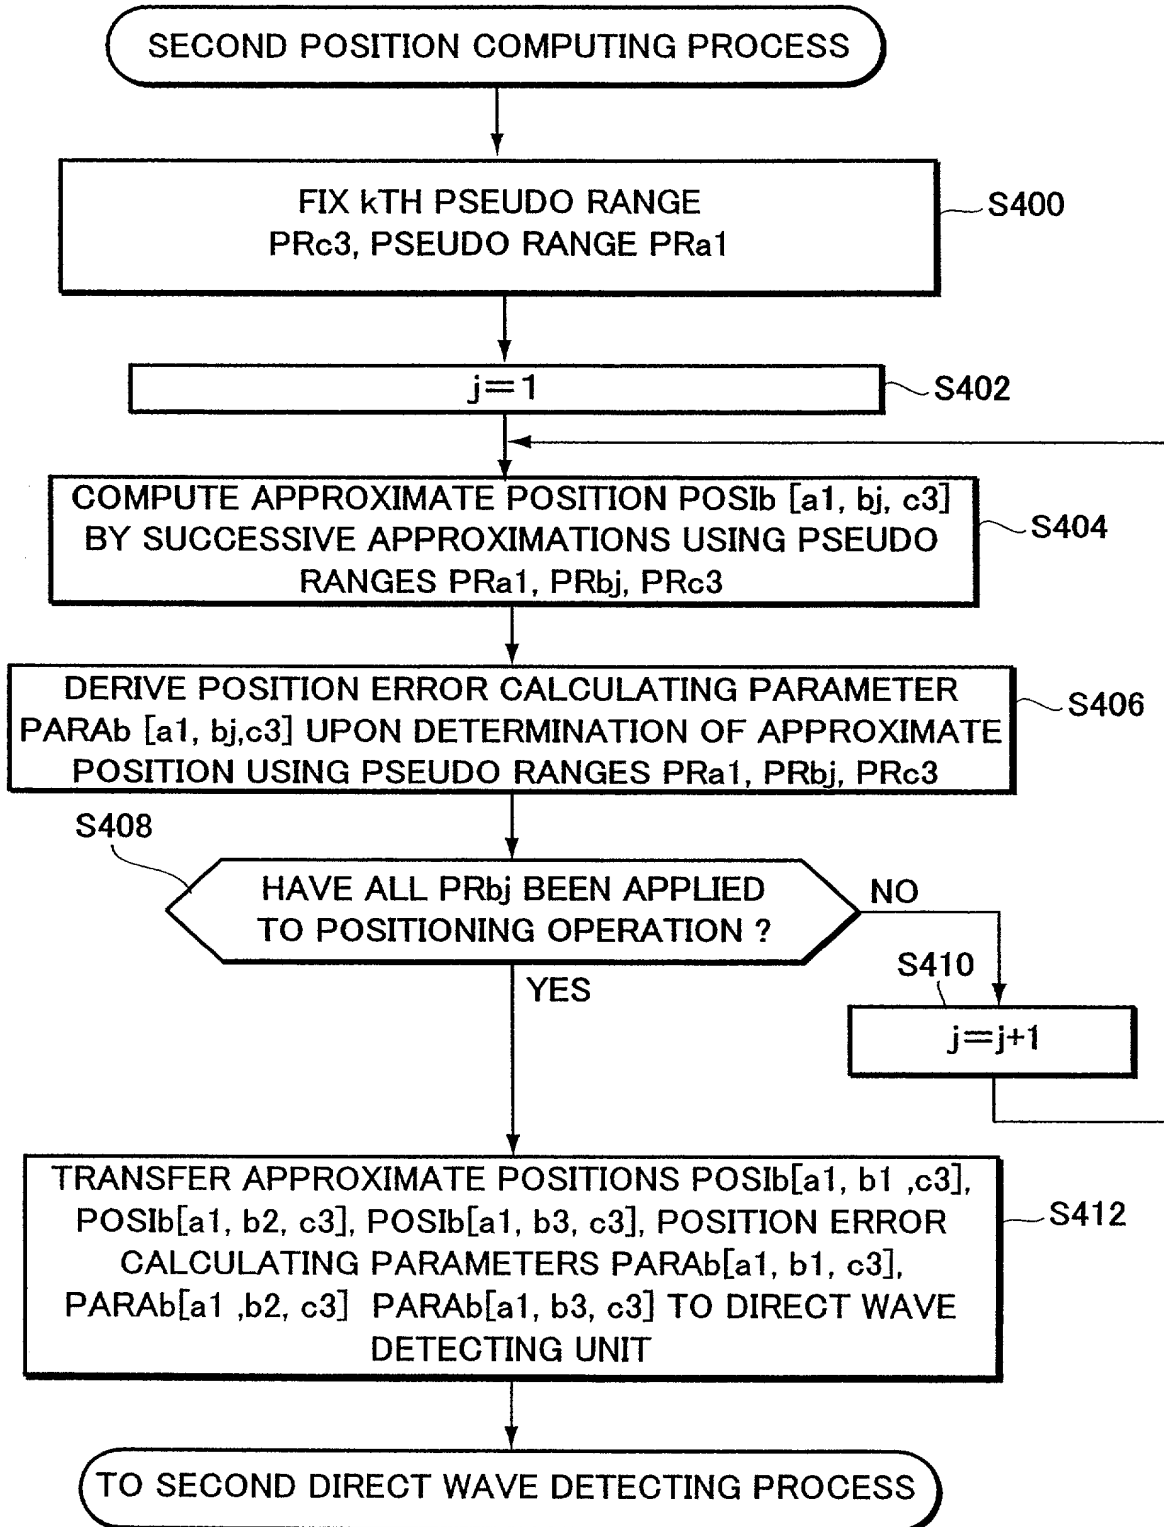 SECOND POSITION COMPUTING PROCESS
FIX kTH PSEUDO RANGE
PRc3, PSEUDO RANGE PRa1
S400
j=1
S402
COMPUTE APPROXIMATE POSITION POSIb [a1, bj, c3]
BY SUCCESSIVE APPROXIMATIONS USING PSEUDO
RANGES PRa1, PRbj, PRc3
S404
DERIVE POSITION ERROR CALCULATING PARAMETER
PARAb [a1, bj,c3] UPON DETERMINATION OF APPROXIMATE
POSITION USING PSEUDO RANGES PRa1, PRbj, PRc3
S406
S408
HAVE ALL PRbj BEEN APPLIED
TO POSITIONING OPERATION ?
NO
YES
S410
j=j+1
TRANSFER APPROXIMATE POSITIONS POSIb[a1, b1 ,c3],
POSIb[a1, b2, c3], POSIb[a1, b3, c3], POSITION ERROR
CALCULATING PARAMETERS PARAb[a1, b1, c3],
PARAb[a1 ,b2, c3] PARAb[a1, b3, c3] TO DIRECT WAVE
DETECTING UNIT
S412
TO SECOND DIRECT WAVE DETECTING PROCESS